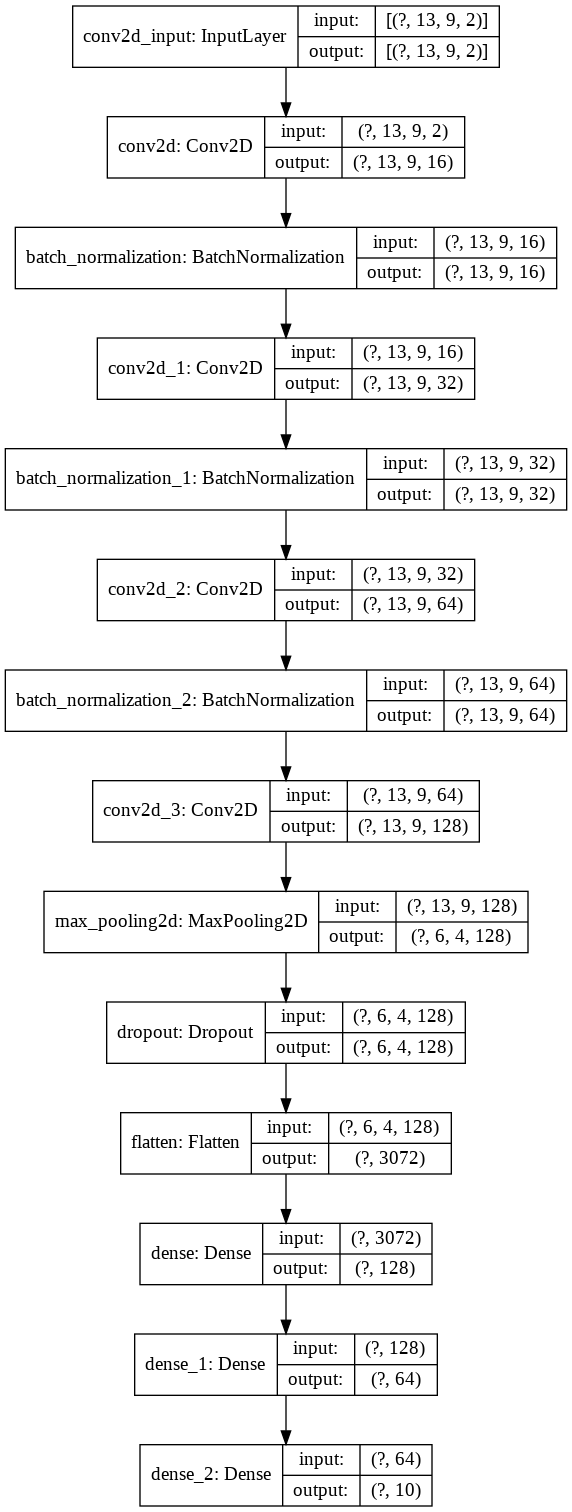 conv2d_input: InputLayer
input: [(?, 13, 9, 2)]
output: [(?, 13, 9, 2)]
conv2d: Conv2D
input: (?, 13, 9, 2)
output: (?, 13, 9, 16)
batch_normalization: BatchNormalization
input: (?, 13, 9, 16)
output: (?, 13, 9, 16)
conv2d_1: Conv2D
input: (?, 13, 9, 16)
output: (?, 13, 9, 32)
batch_normalization_1: BatchNormalization
input: (?, 13, 9, 32)
output: (?, 13, 9, 32)
conv2d_2: Conv2D
input: (?, 13, 9, 32)
output: (?, 13, 9, 64)
batch_normalization_2: BatchNormalization
input: (?, 13, 9, 64)
output: (?, 13, 9, 64)
conv2d_3: Conv2D
input: (?, 13, 9, 64)
output: (?, 13, 9, 128)
max_pooling2d: MaxPooling2D
input: (?, 13, 9, 128)
output: (?, 6, 4, 128)
dropout: Dropout
input: (?, 6, 4, 128)
output: (?, 6, 4, 128)
flatten: Flatten
input: (?, 6, 4, 128)
output: (?, 3072)
dense: Dense
input: (?, 3072)
output: (?, 128)
dense_1: Dense
input: (?, 128)
output: (?, 64)
dense_2: Dense
input: (?, 64)
output: (?, 10)